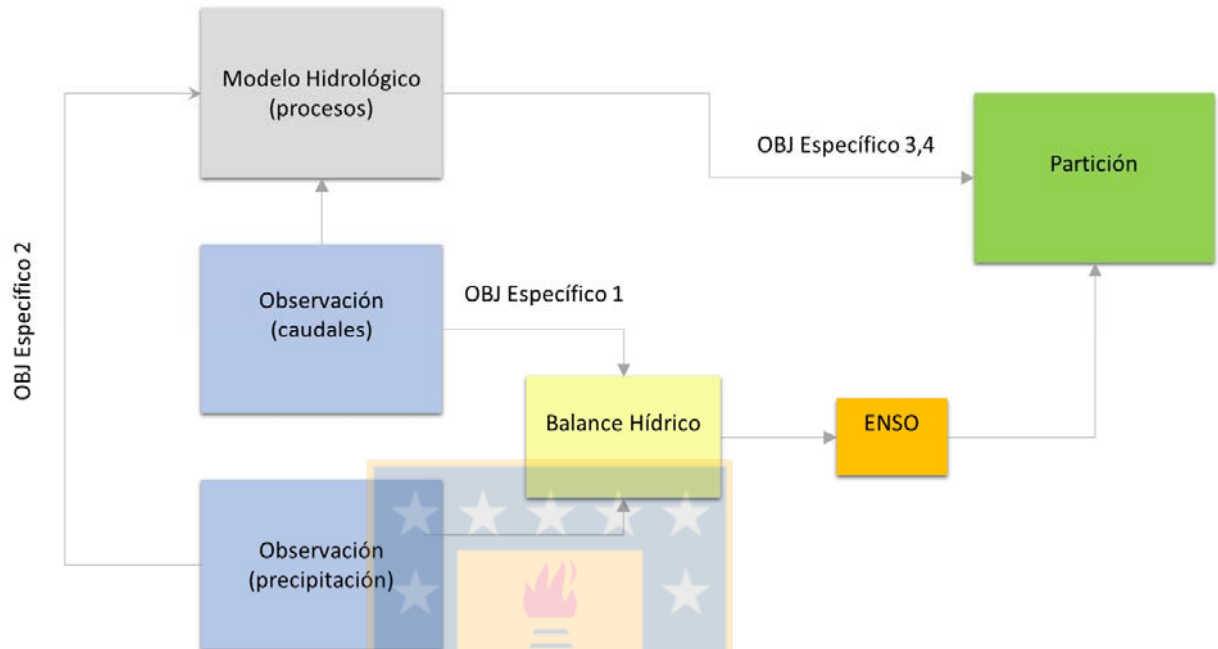 Modelo Hidrológico
(procesos)
OBJ Específico 3,4
Partición
OBJ Específico 2
Observación
(caudales)
OBJ Específico 1
Balance Hídrico
ENSO
Observación
(precipitación)